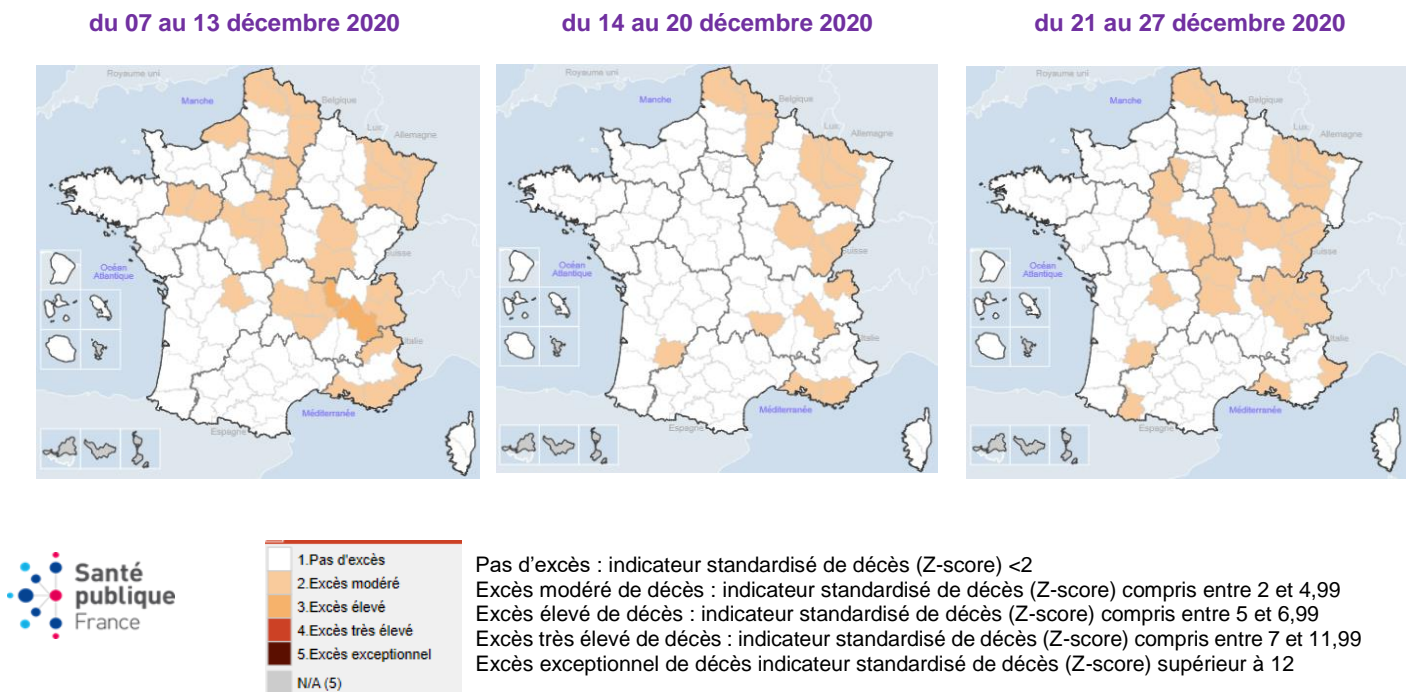 du 07 au 13 décembre 2020
du 14 au 20 décembre 2020
du 21 au 27 décembre 2020
Royaume uni
Manche
Belgique
Lux.
Allemagne
Suisse
Océan
Atlantique
Italie
Méditerranée
Espagne
Royaume uni
Manche
Belgique
Lux.
Allemagne
Suisse
Océan
Atlantique
Italie
Méditerranée
Espagne
Royaume uni
Manche
Belgique
Lux.
Allemagne
Suisse
Océan
Atlantique
Italie
Méditerranée
Espagne
Santé
publique
France
1.Pas d'excès
2.Excès modéré
3.Excès élevé
4.Excès très élevé
5.Excès exceptionnel
N/A (5)
Pas d’excès : indicateur standardisé de décès (Z-score) <2
Excès modéré de décès : indicateur standardisé de décès (Z-score) compris entre 2 et 4,99
Excès élevé de décès : indicateur standardisé de décès (Z-score) compris entre 5 et 6,99
Excès très élevé de décès : indicateur standardisé de décès (Z-score) compris entre 7 et 11,99
Excès exceptionnel de décès indicateur standardisé de décès (Z-score) supérieur à 12